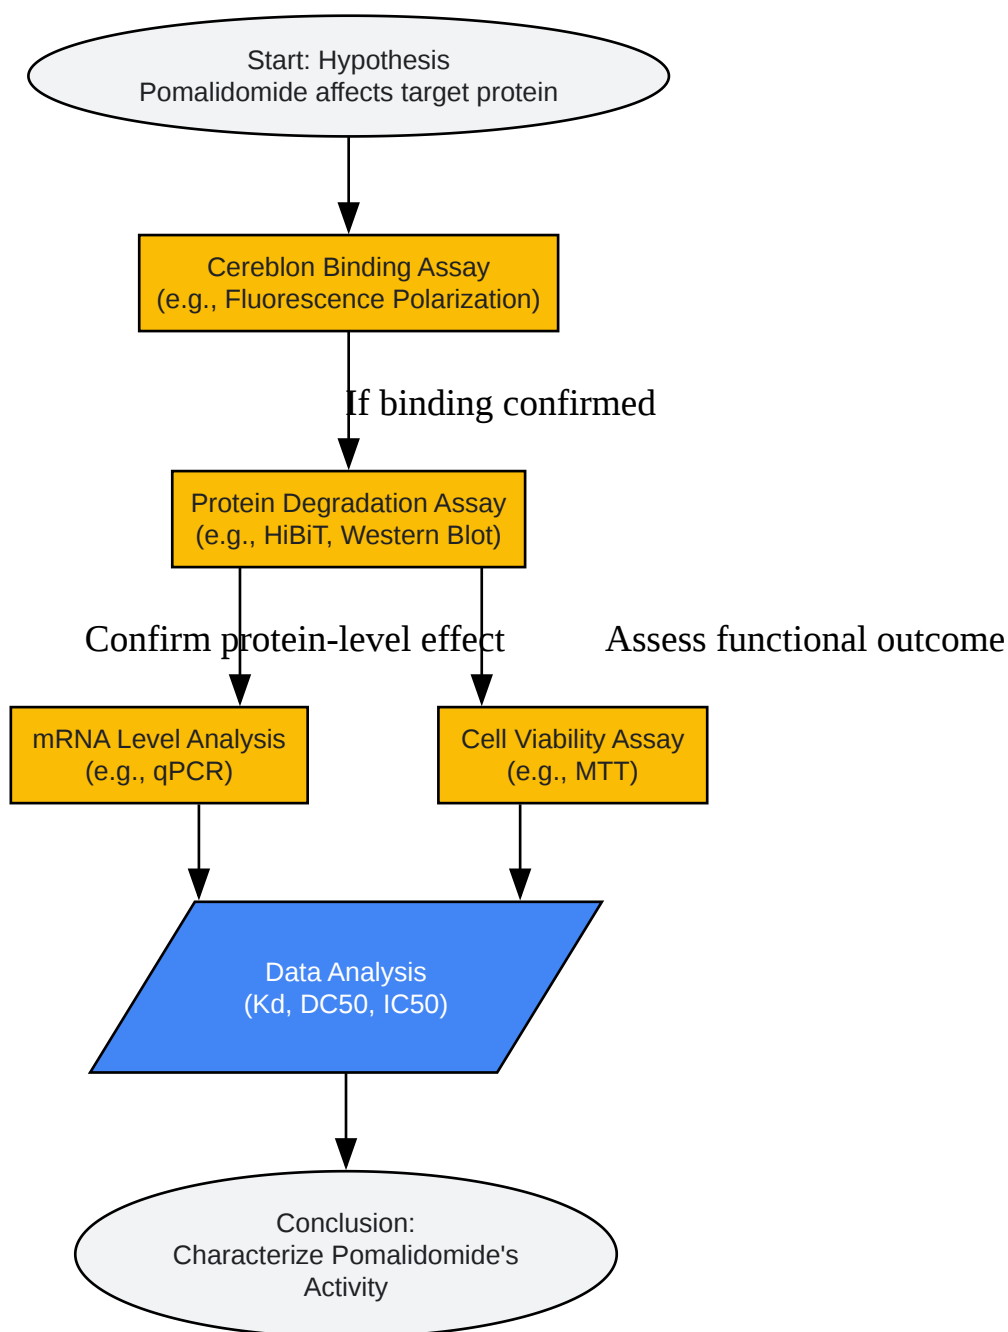 Start: Hypothesis
Pomalidomide affects target protein
Cereblon Binding Assay
(e.g., Fluorescence Polarization)
If binding confirmed
Protein Degradation Assay
(e.g., HiBiT, Western Blot)
Confirm protein-level effect
Assess functional outcome
mRNA Level Analysis
(e.g., qPCR)
Cell Viability Assay
(e.g., MTT)
Data Analysis
(Kd, DC50, IC50)
Conclusion:
Characterize Pomalidomide's
Activity